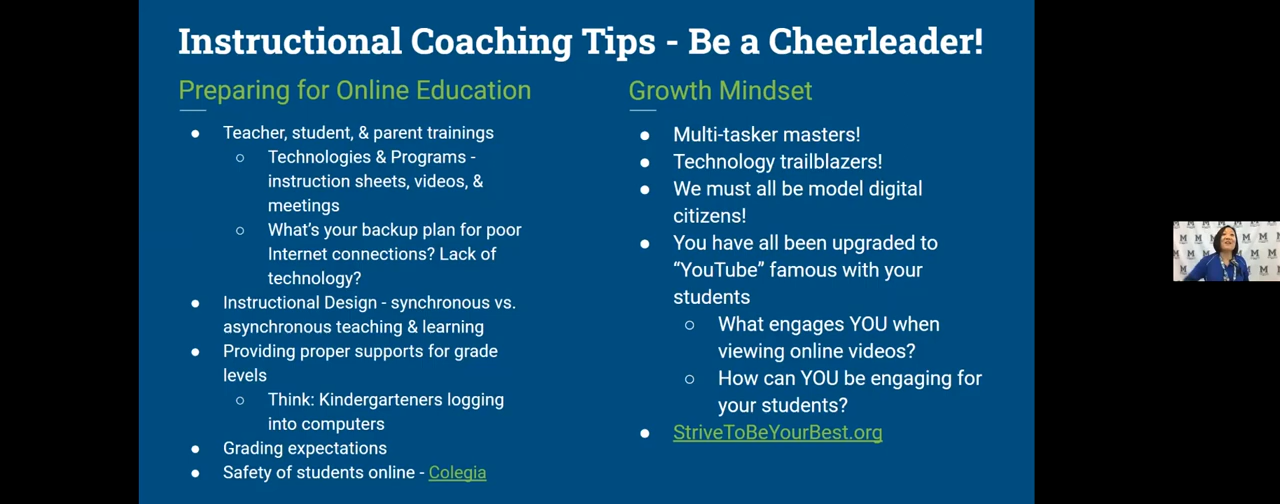 Instructional Coaching Tips - Be a Cheerleader!
Preparing for Online Education
Teacher, student, & parent trainings
Technologies & Programs -
instruction sheets, videos, &
meetings
What's your backup plan for poor
Internet connections? Lack of
technology?
Instructional Design - synchronous vs.
asynchronous teaching & learning
Providing proper supports for grade
levels
Think: Kindergarteners logging
into computers
Grading expectations
Safety of students online - Colegia
Growth Mindset
Multi-tasker masters!
Technology trailblazers!
We must all be model digital
citizens!
You have all been upgraded to
“YouTube” famous with your
students
What engages YOU when
viewing online videos?
How can YOU be engaging for
your students?
StriveToBeYourBest.org